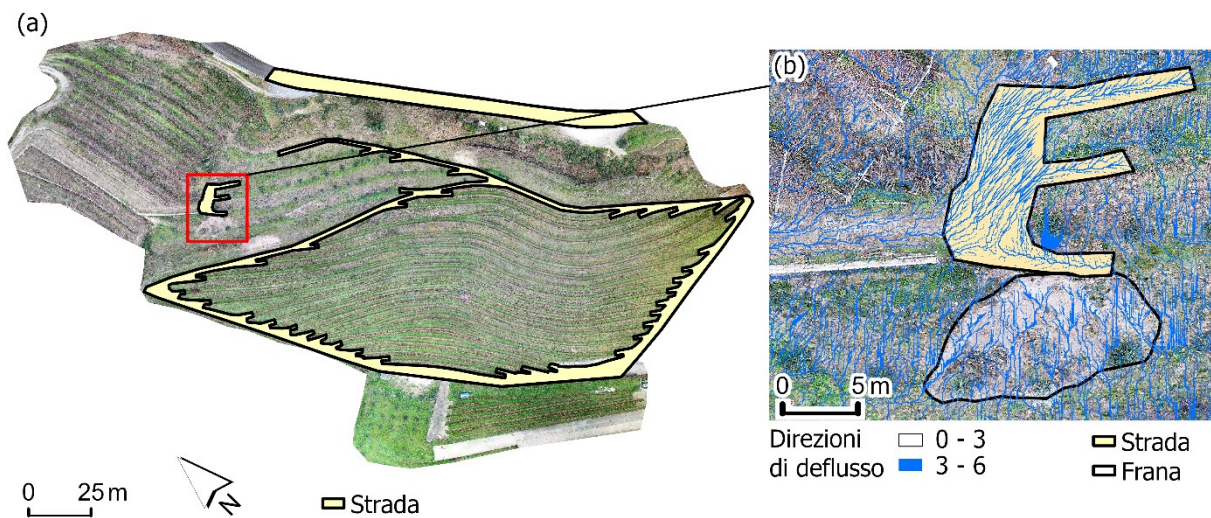 (a)
(b)
0 5 m
Direzioni
di deflusso
0 - 3
3 - 6
Strada
Frana
0 25 m
N
Strada